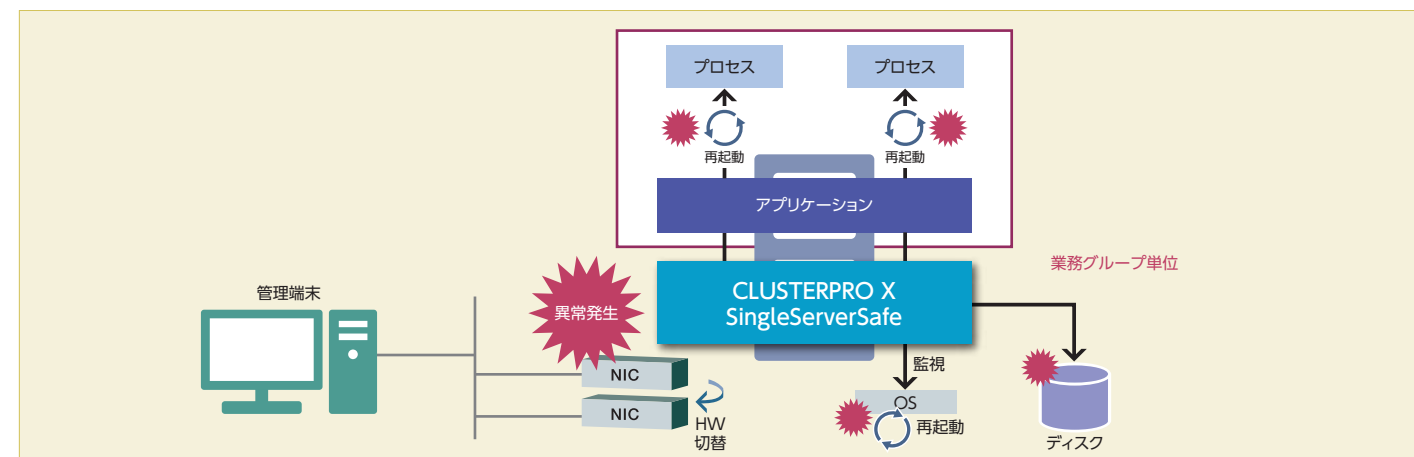 プロセス
プロセス
再起動
再起動
アプリケーション
業務グループ単位
CLUSTERPRO X
SingleServerSafe
管理端末
異常発生
NIC
NIC
HW
切替
監視
OS
再起動
ディスク